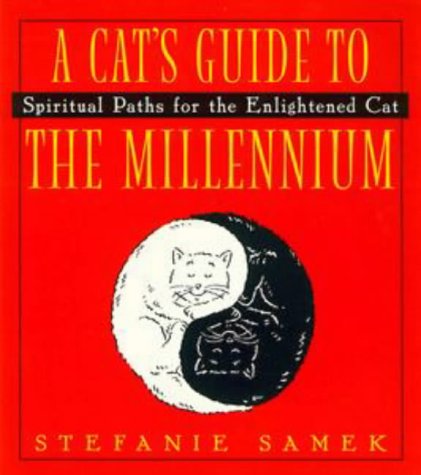 A CAT'S GUIDE TO
Spiritual Paths for the Enlightened Cat
THE MILLENNIUM
STEFANIE SAMEK